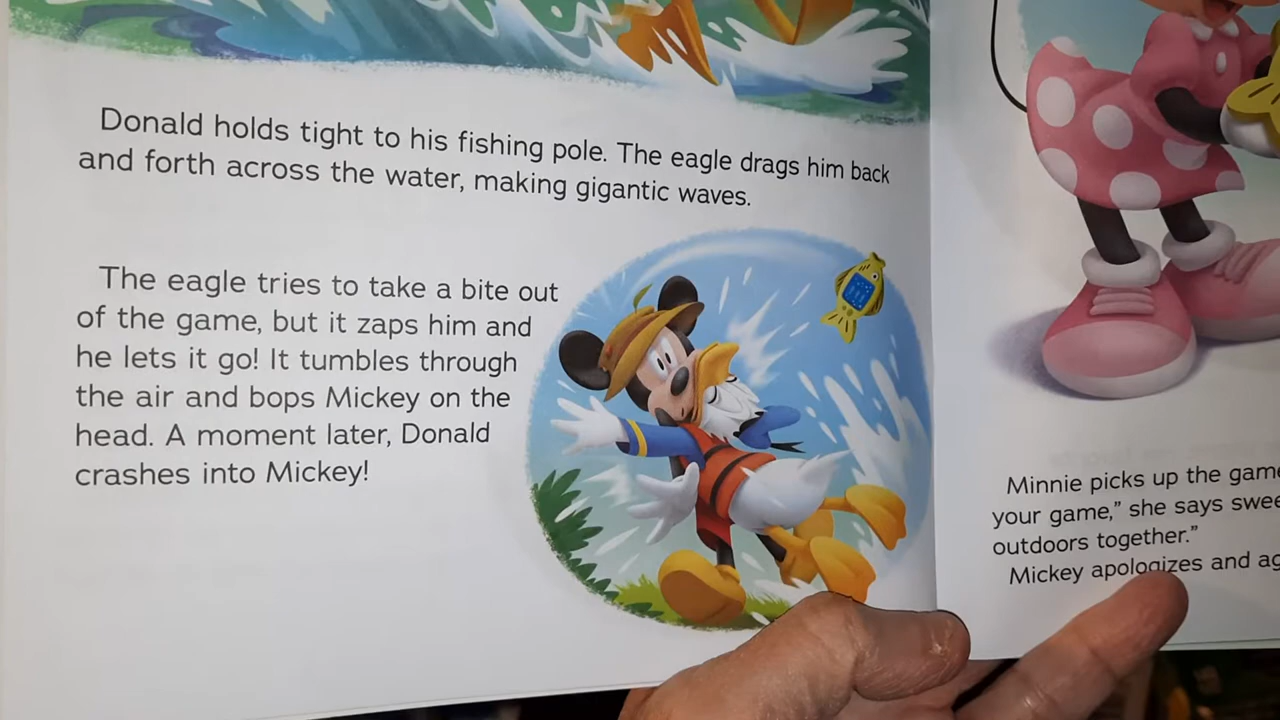 Donald holds tight to his fishing pole. The eagle drags him back
and forth across the water, making gigantic waves.
The eagle tries to take a bite out
of the game, but it zaps him and
he lets it go! It tumbles through
the air and bops Mickey on the
head. A moment later, Donald
crashes into Mickey!
Minnie picks up the game
your game,” she says
outdoors together.”
Mickey apologizes and